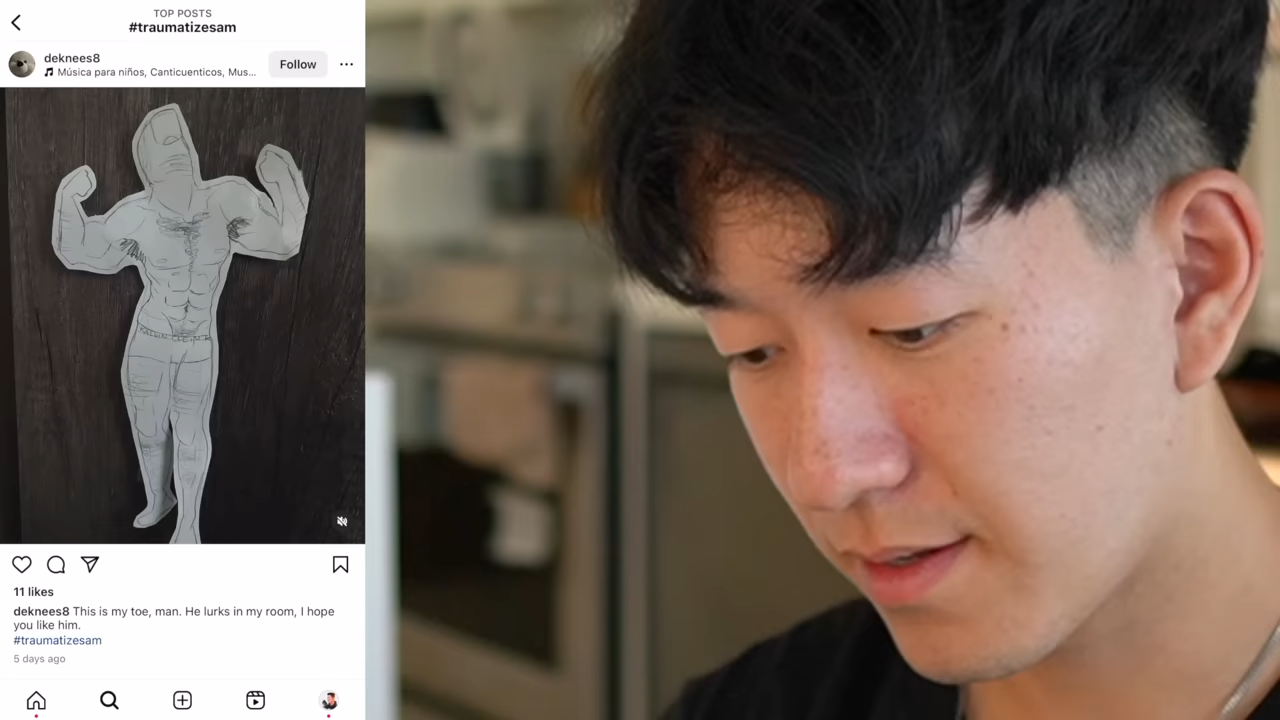 TOP POSTS
#traumatizesam
deknees8
Música para niños, Canticuenticos, Mus...
Follow
11 likes
deknees8 This is my toe, man. He lurks in my room, I hope
you like him.
#traumatizesam
5 days ago